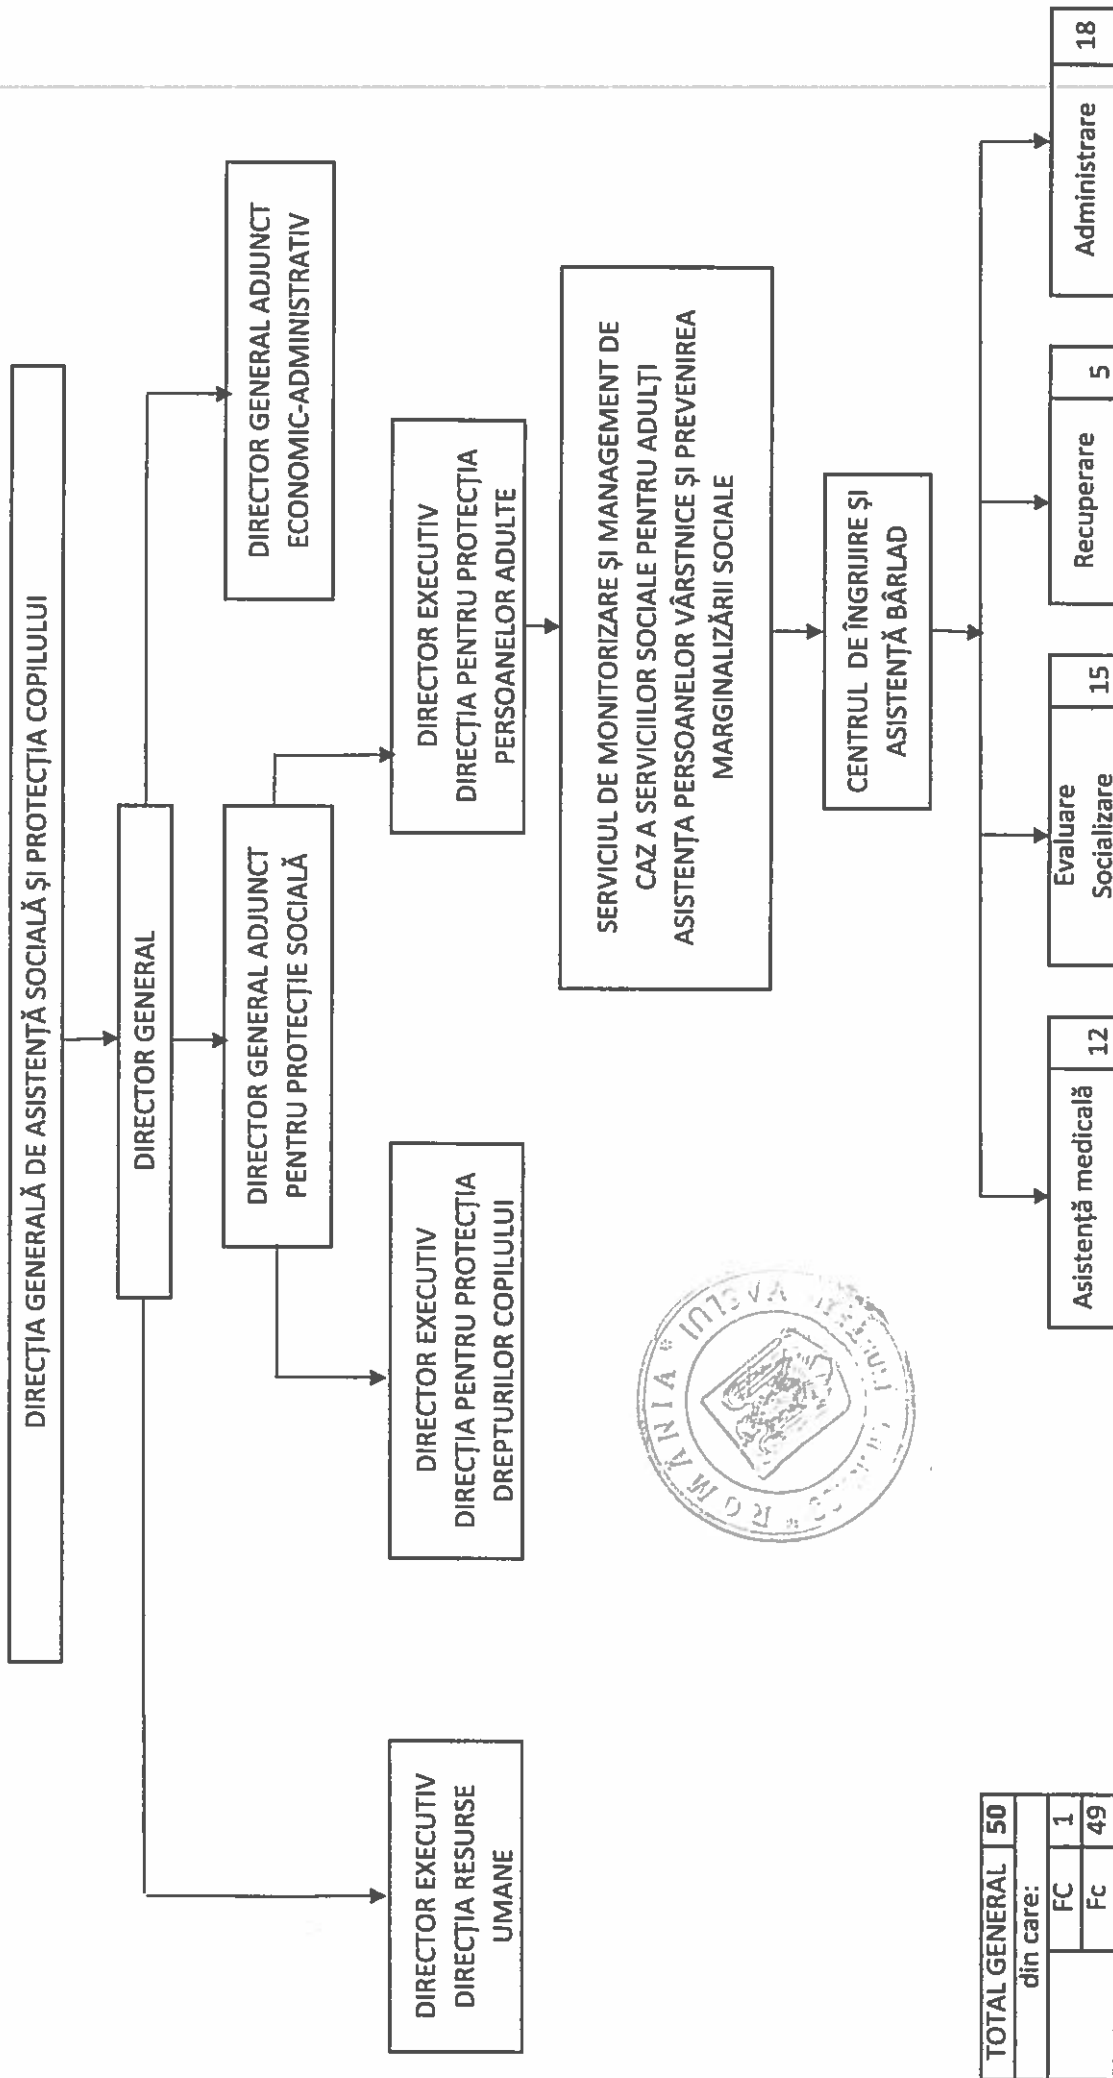 DIRECȚIA GENERALĂ DE ASISTENȚĂ SOCIALĂ ȘI PROTECȚIA COPILULUI
DIRECTOR GENERAL
DIRECTOR GENERAL ADJUNCT
PENTRU PROTECȚIE SOCIALĂ
DIRECTOR GENERAL ADJUNCT
ECONOMIC-ADMINISTRATIV
DIRECTOR EXECUTIV
DIRECȚIA RESURSE
UMANE
DIRECTOR EXECUTIV
DIRECȚIA PENTRU PROTECȚIA
DREPTURILOR COPILULUI
DIRECTOR EXECUTIV
DIRECȚIA PENTRU PROTECȚIA
PERSOANELOR ADULTE
SERVICIUL DE MONITORIZARE ȘI MANAGEMENT DE
CAZ A SERVICIILOR SOCIALE PENTRU ADULȚI
ASISTENȚA PERSOANELOR VÂRSTNICE ȘI PREVENIREA
MARGINALIZĂRII SOCIALE
CENTRUL DE ÎNGRIJIRE ȘI
ASISTENȚĂ BÂRLAD
ROMÂNIA * VASLUI
TOTAL GENERAL 50
din care:
FC 1
Fc 49
Asistență medicală 12
Evaluare 15
Socializare
Recuperare 5
Administrare 18